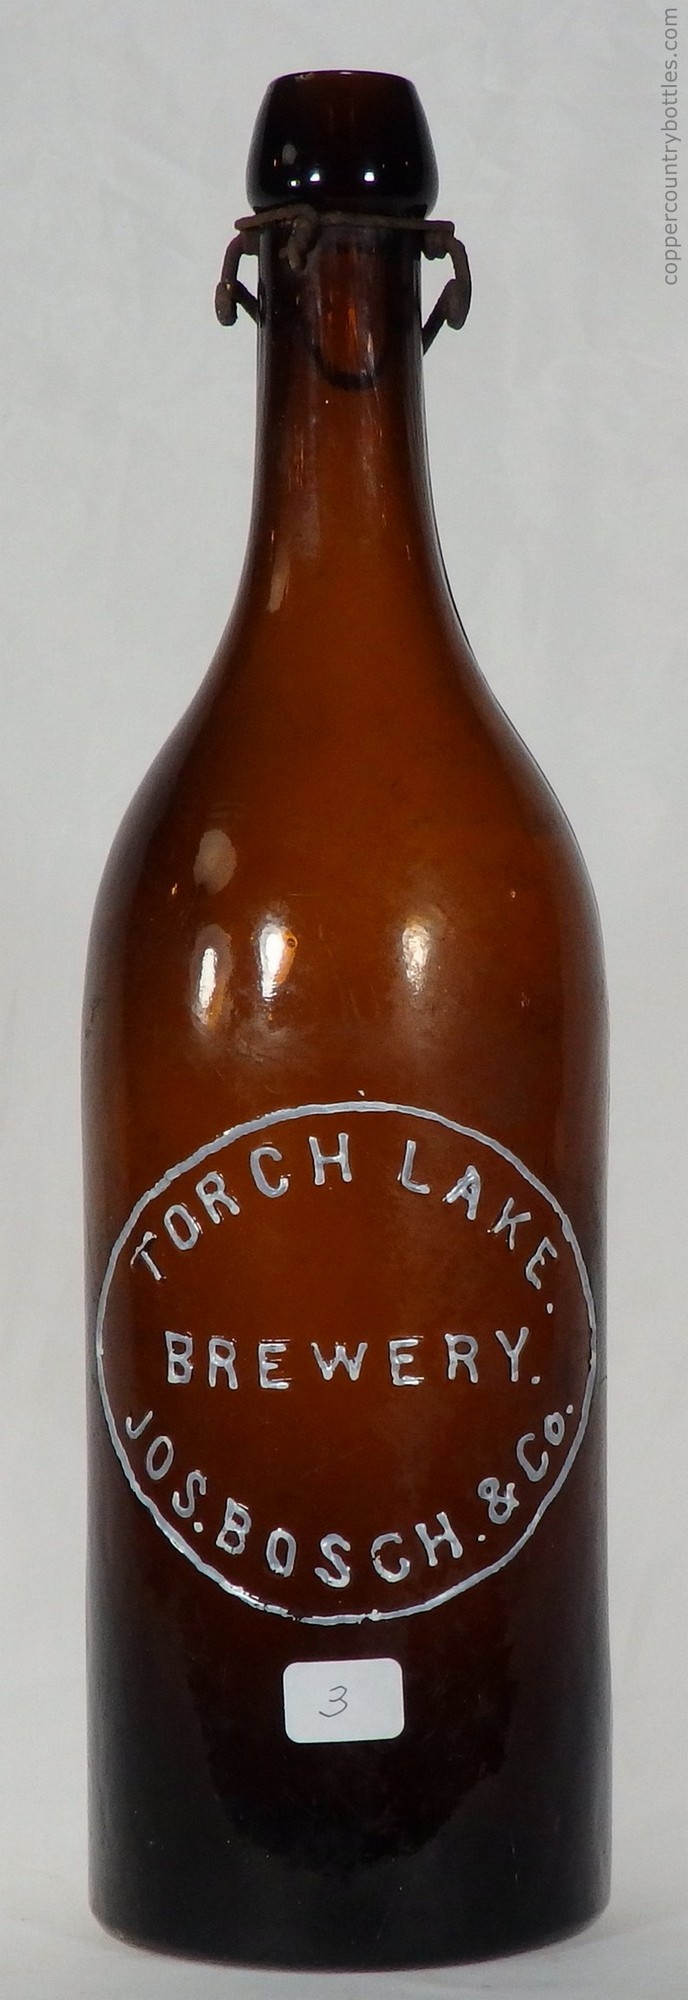 coppercountrybottles.com
TORCH LAKE.
BREWERY.
JOS. BOSCH. & Co.
3